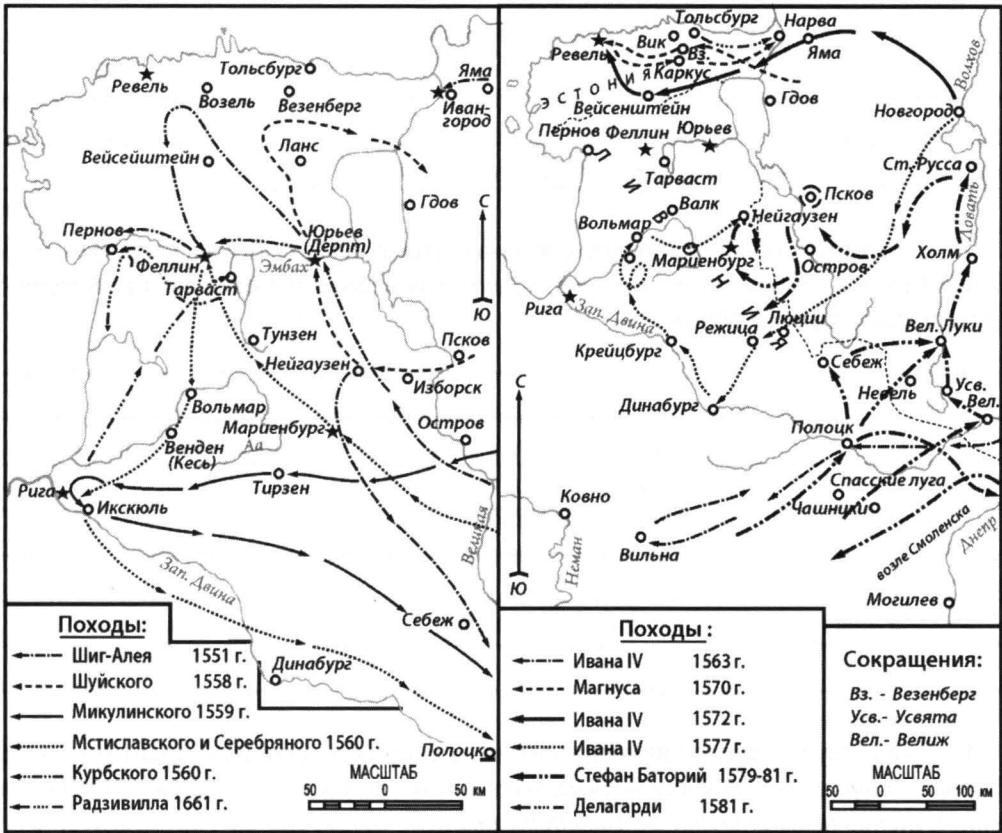 Ревель
Тользбург
Возель
Везенберг
Яма
Иван-
город
Вейсейштейн
Ланс
Гдов
С
Ю
Пернов
Феллин
Эмбах
Юрьев
(Дерпт)
Тарваст
Тунзен
Нейгаузен
Псков
Изборск
Вольмар
Мариенбург
Остров
Венден
(Кесь)
Аа
Рига
Икскюль
Тирзен
Великая
Зап. Двина
Себеж
Динабург
Полоцк
Походы:
Шиг-Алея 1551 г.
Шуйского 1558 г.
Микулинского 1559 г.
Мстиславского и Серебряного 1560 г.
Курбского 1560 г.
Радзивилла 1661 г.
МАСШТАБ
50 0 50 км
Тольсбург
Нарва
Ревель
Вик
Вз.
Яма
Каркус
ЭСТОНИЯ
Вейсенштейн
Гдов
Волхов
Новгород
Пернов
Феллин
Юрьев
Тарваст
ЛИВОНИЯ
Псков
Ст. Русса
Ловать
Валк
Вольмар
Нейгаузен
Мариенбург
Остров
Холм
Рига
Зап. Двина
Крейцбург
Режица
Люции
Вел. Луки
Себеж
Невель
Усв.
Вел.
Динабург
Полоцк
С
Ю
Спасские луга
Чашники
Ковно
Неман
Вильна
возле Смоленска
Днепр
Могилев
Походы :
Ивана IV 1563 г.
Магнуса 1570 г.
Ивана IV 1572 г.
Ивана IV 1577 г.
Стефан Баторий 1579-81 г.
Делагарди 1581 г.
Сокращения:
Вз. - Везенберг
Усв.- Усвята
Вел.- Велиж
МАСШТАБ
50 0 50 100 км